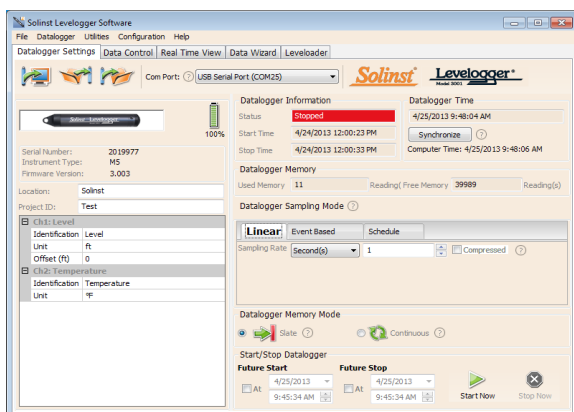 Solinst Levelogger Software
File Datalogger Utilities Configuration Help
Datalogger Settings Data Control Real Time View Data Wizard Leveloader
Com Port: ? USB Serial Port (COM25)
Solinst Levelogger
Model 3001
Solinst Levelogger
100%
Serial Number: 2019977
Instrument Type: M5
Firmware Version: 3.003
Location: Solinst
Project ID: Test
Ch1: Level
Identification Level
Unit ft
Offset (ft) 0
Ch2: Temperature
Identification Temperature
Unit °F
Datalogger Information
Status Stopped
Start Time 4/24/2013 12:00:23 PM
Stop Time 4/24/2013 12:00:33 PM
Datalogger Time
4/25/2013 9:48:04 AM
Synchronize ?
Computer Time: 4/25/2013 9:48:06 AM
Datalogger Memory
Used Memory 11 Reading( Free Memory 39989 Reading(s)
Datalogger Sampling Mode ?
Linear Event Based Schedule
Sampling Rate Second(s) 1 Compressed ?
Datalogger Memory Mode
Slate ? Continuous ?
Start/Stop Datalogger
Future Start Future Stop
At 4/25/2013 At 4/25/2013
9:45:34 AM 9:45:34 AM
Start Now Stop Now